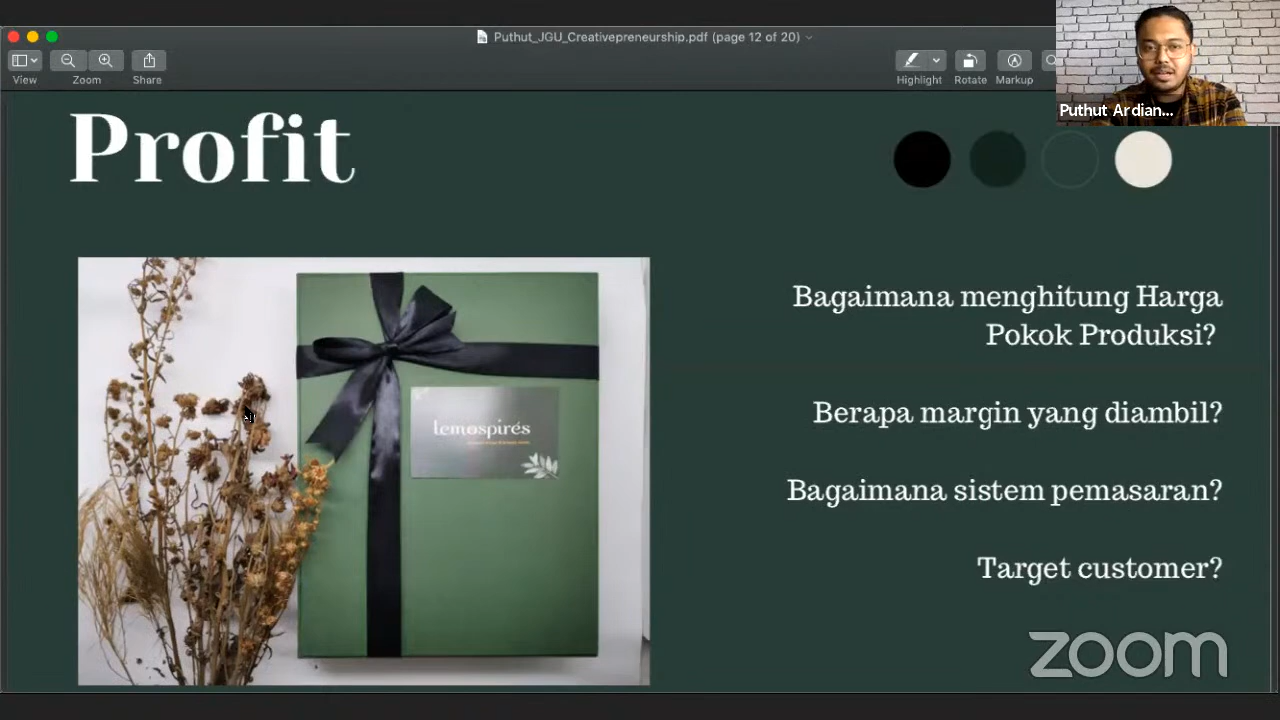 Puthut_JGU_Creativepreneurship.pdf (page 12 of 20)
View
Zoom
Share
Highlight
Rotate
Markup
Puthut Ardian...
Profit
lemospirés
Bagaimana menghitung Harga
Pokok Produksi?
Berapa margin yang diambil?
Bagaimana sistem pemasaran?
Target customer?
zoom